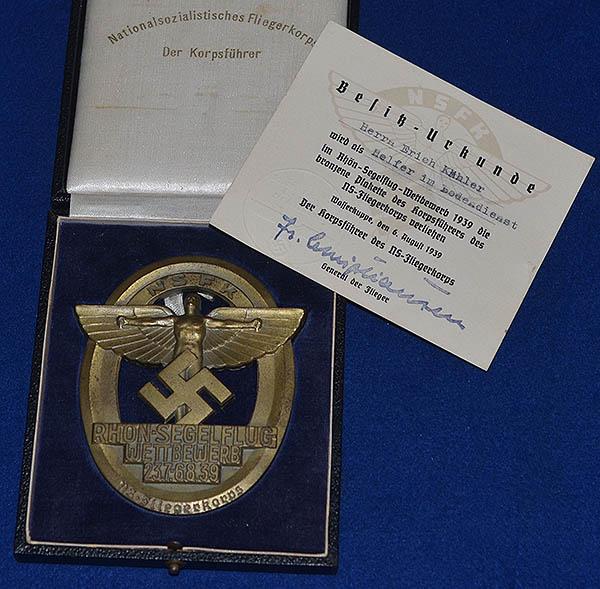 Nationalsozialistisches Fliegerkorps
Der Korpsführer
NSFK
Besitz-Urkunde
Herrn Erich Kähler
wird als Helfer im Bodendienst
im Rhön-Segelflug-Wettbewerb 1939 die
bronzene Plakette des Korpsführers des
NS-Fliegerkorps verliehen
Wasserkuppe, den 6. August 1939
Der Korpsführer des NS-Fliegerkorps
Fr. Christiansen
General der Flieger
NSFK
RHÖN-SEGELFLUG-
WETTBEWERB
23.7.-6.8.39
NS-Fliegerkorps